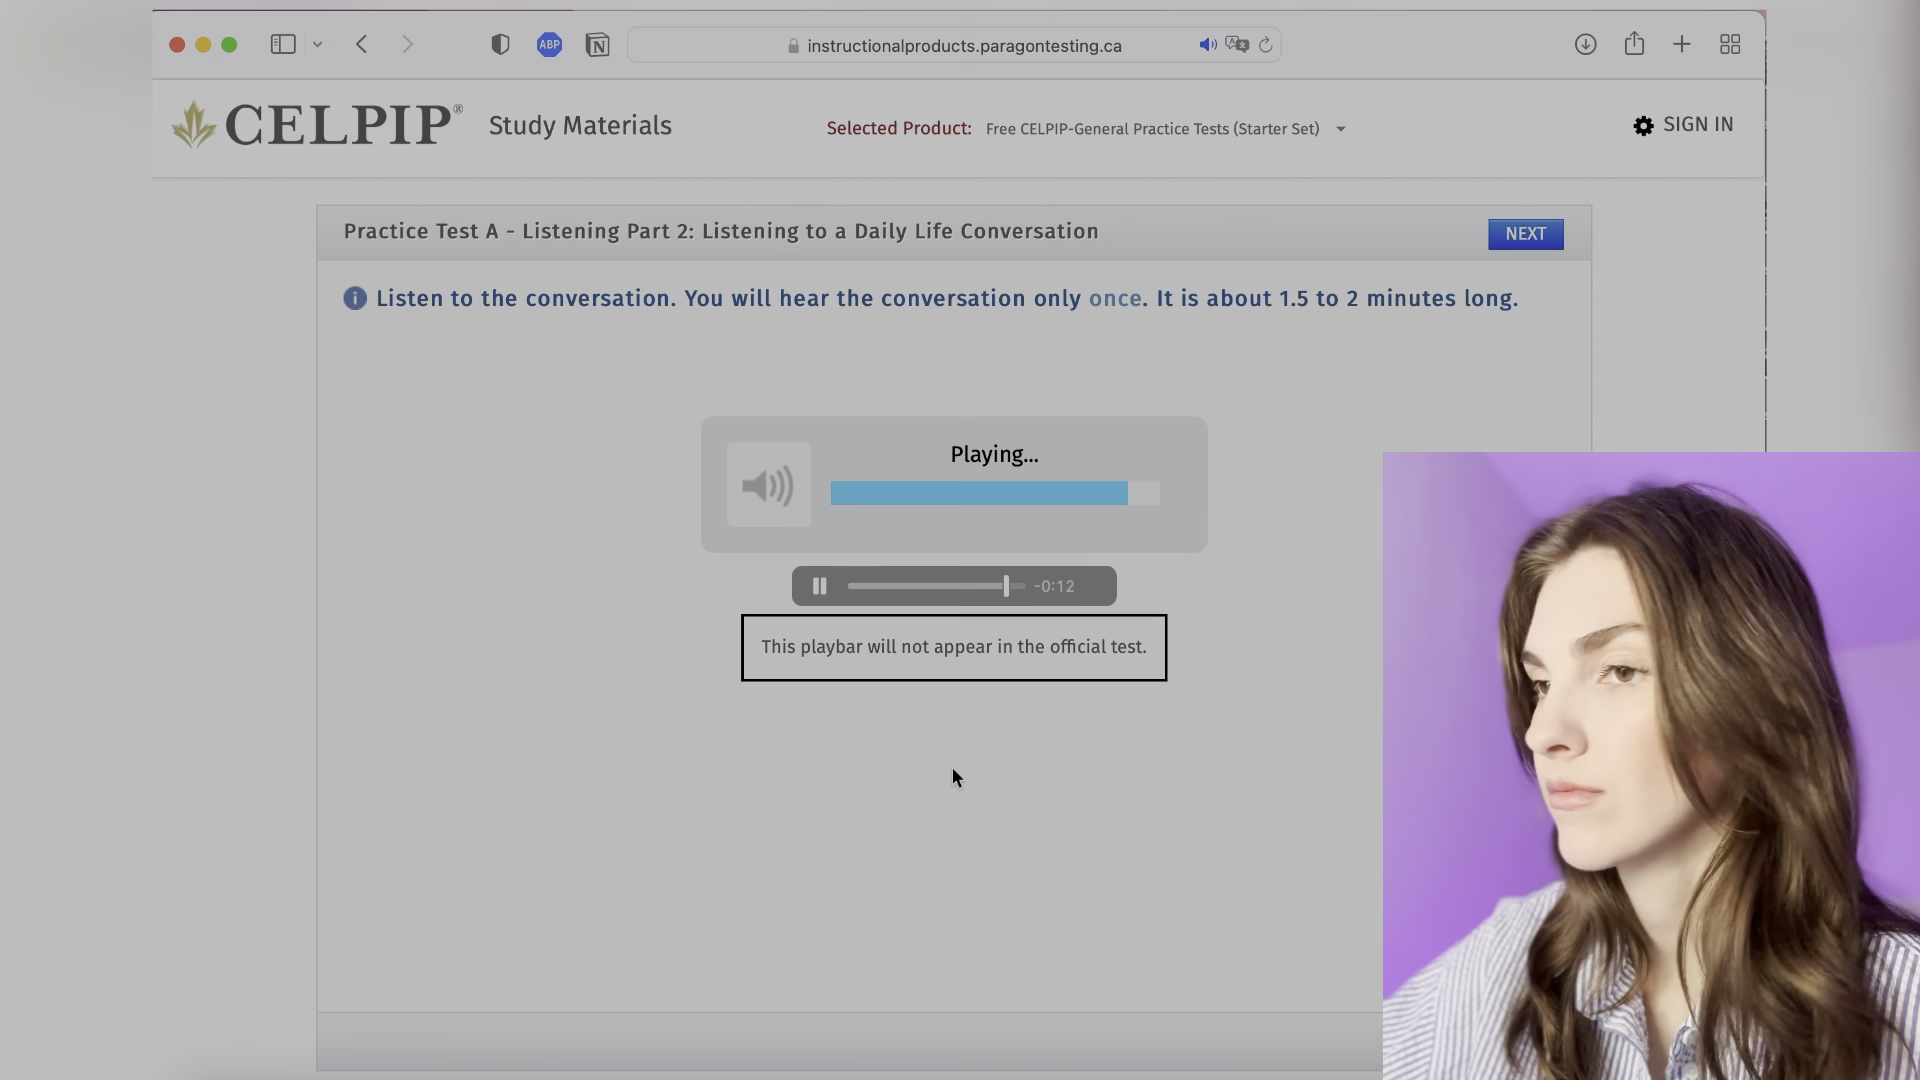 ABP
N
instructionalproducts.paragontesting.ca
CELPIP® Study Materials
Selected Product: Free CELPIP-General Practice Tests (Starter Set)
SIGN IN
Practice Test A - Listening Part 2: Listening to a Daily Life Conversation
NEXT
Listen to the conversation. You will hear the conversation only once. It is about 1.5 to 2 minutes long.
Playing...
-0:12
This playbar will not appear in the official test.